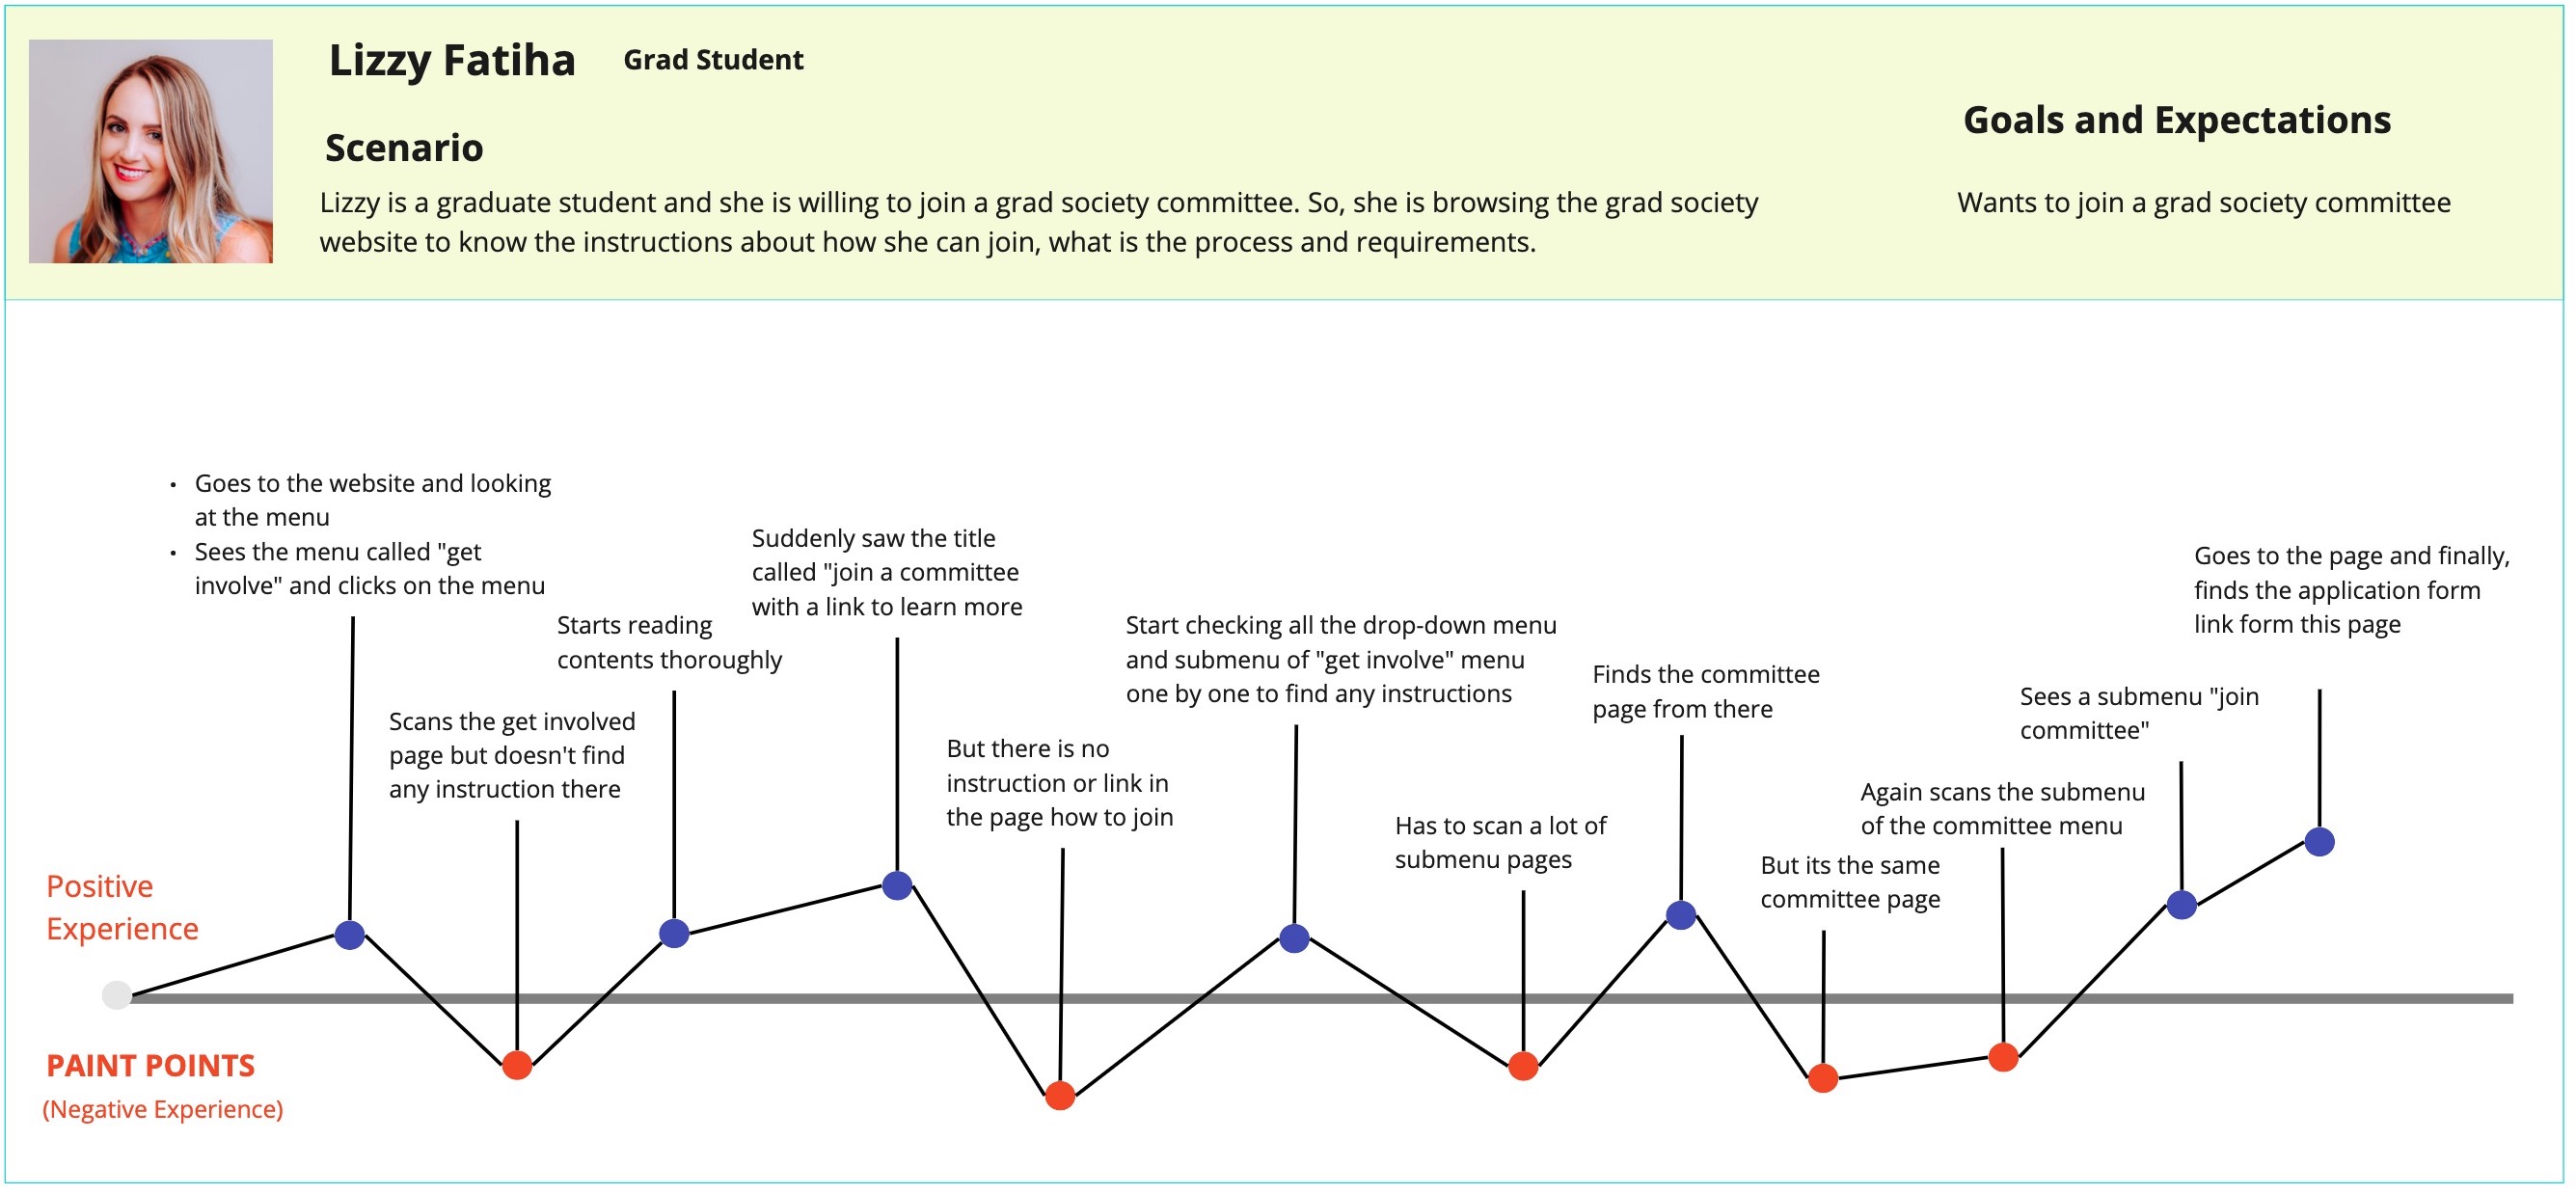 Lizzy Fatiha Grad Student
Scenario
Lizzy is a graduate student and she is willing to join a grad society committee. So, she is browsing the grad society
website to know the instructions about how she can join, what is the process and requirements.
Goals and Expectations
Wants to join a grad society committee
• Goes to the website and looking
at the menu
• Sees the menu called "get
involve" and clicks on the menu
Scans the get involved
page but doesn't find
any instruction there
Starts reading
contents thoroughly
Suddenly saw the title
called "join a committee
with a link to learn more
But there is no
instruction or link in
the page how to join
Start checking all the drop-down menu
and submenu of "get involve" menu
one by one to find any instructions
Has to scan a lot of
submenu pages
Finds the committee
page from there
But its the same
committee page
Again scans the submenu
of the committee menu
Sees a submenu "join
committee"
Goes to the page and finally,
finds the application form
link form this page
Positive
Experience
PAINT POINTS
(Negative Experience)